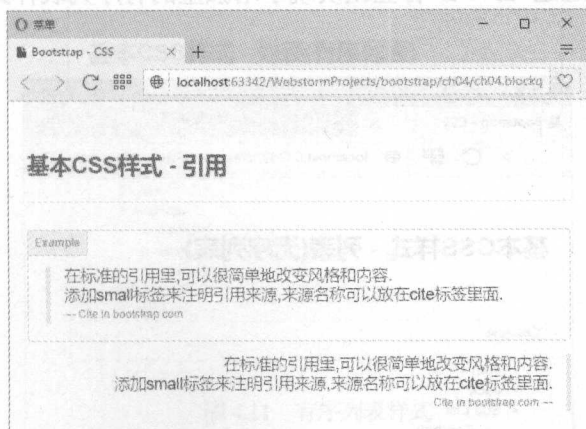 菜单
Bootstrap - CSS
localhost:63342/WebstormProjects/bootstrap/ch04/ch04.blockq
基本CSS样式 - 引用
Example
在标准的引用里,可以很简单地改变风格和内容.
添加small标签来注明引用来源,来源名称可以放在cite标签里面.
— Cite in bootstrap com
在标准的引用里,可以很简单地改变风格和内容.
添加small标签来注明引用来源,来源名称可以放在cite标签里面.
Cite in bootstrap com —